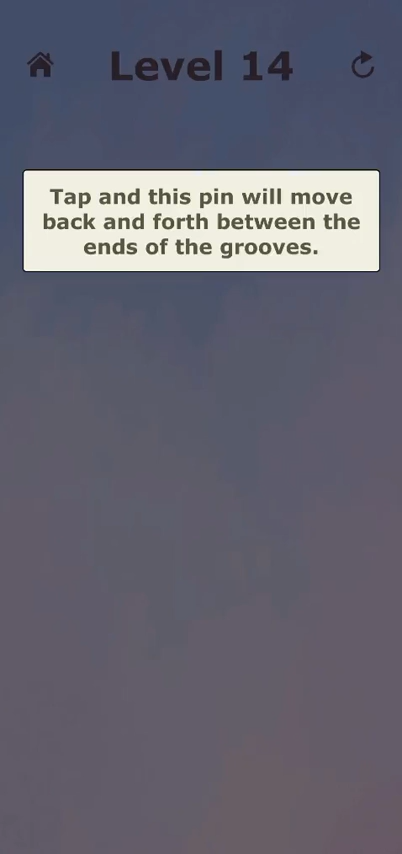 Level 14
Tap and this pin will move
back and forth between the
ends of the grooves.